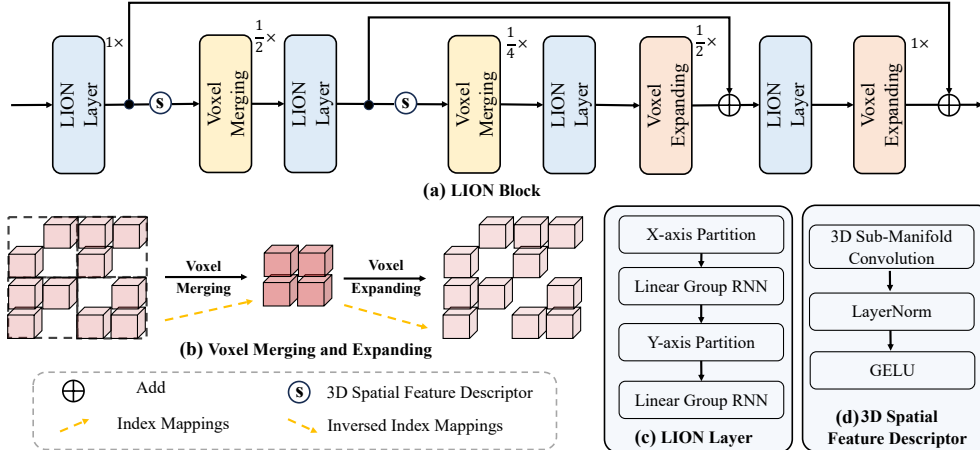 1×
1/2×
1/4×
1/2×
1×
LION Layer
S
Voxel Merging
LION Layer
S
Voxel Merging
LION Layer
Voxel Expanding
LION Layer
Voxel Expanding
(a) LION Block
Voxel
Merging
Voxel
Expanding
(b) Voxel Merging and Expanding
Add
S 3D Spatial Feature Descriptor
Index Mappings
Inversed Index Mappings
X-axis Partition
Linear Group RNN
Y-axis Partition
Linear Group RNN
(c) LION Layer
3D Sub-Manifold
Convolution
LayerNorm
GELU
(d) 3D Spatial
Feature Descriptor